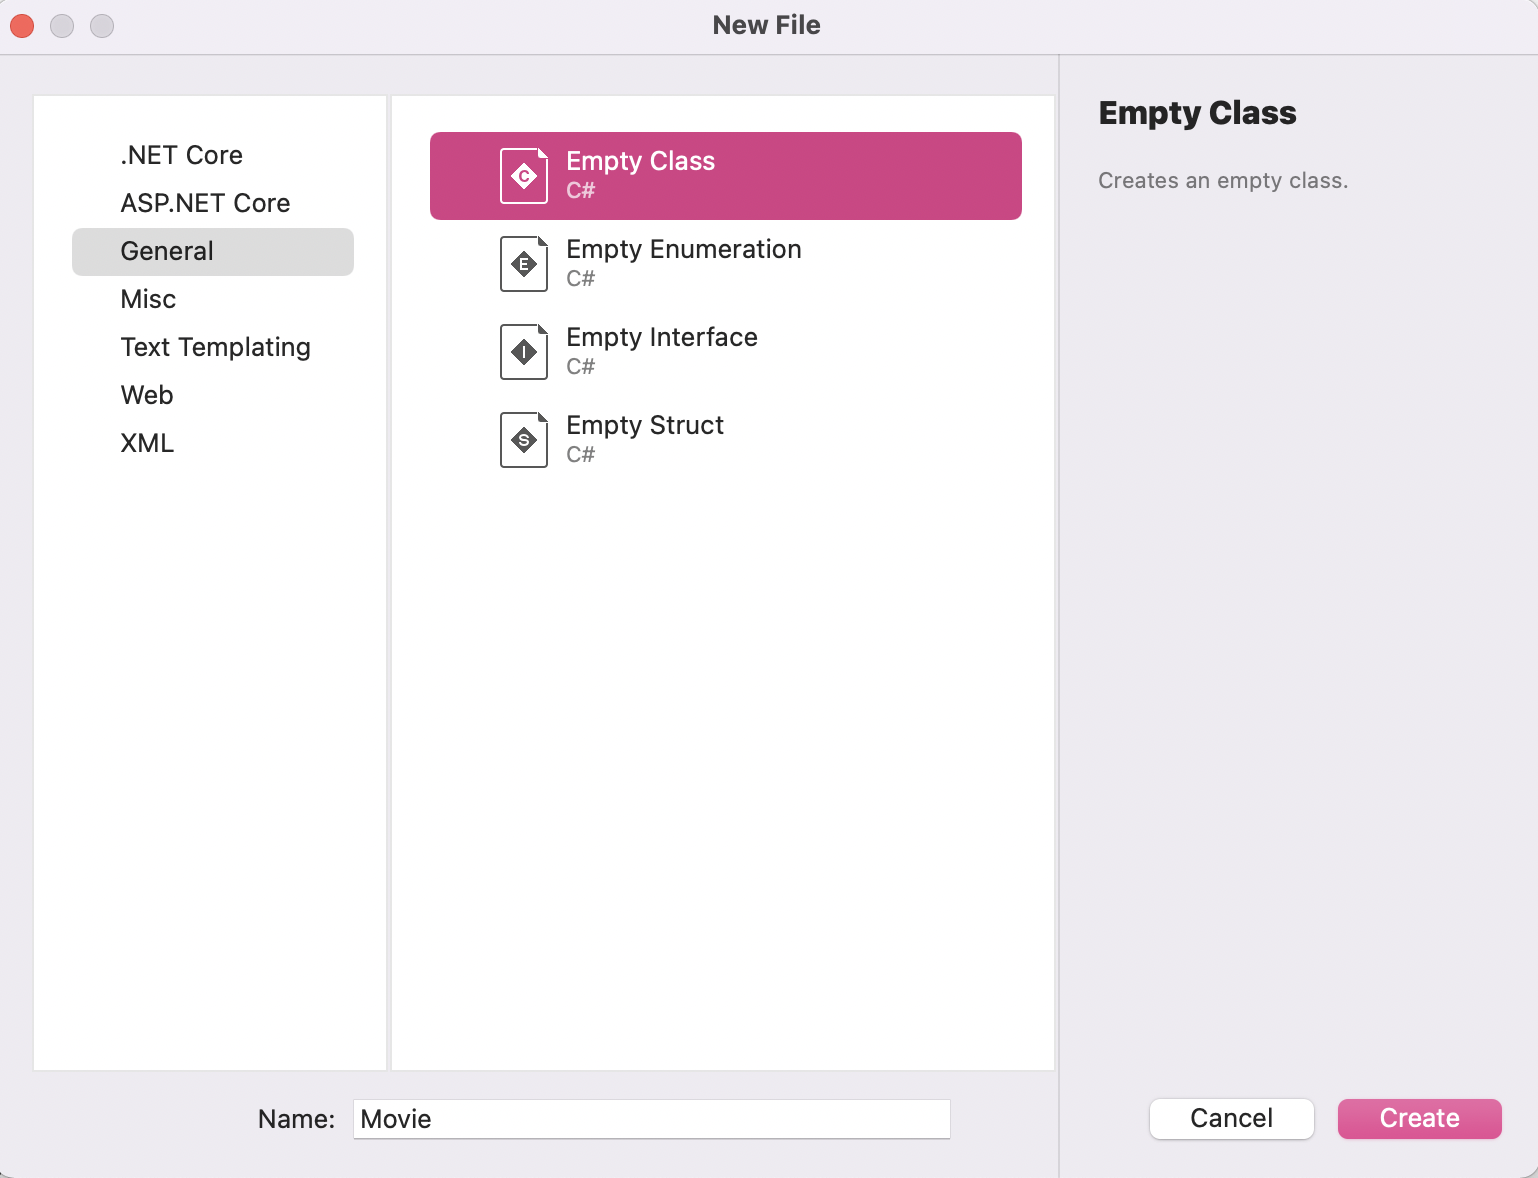 New File
.NET Core
ASP.NET Core
General
Misc
Text Templating
Web
XML
C
Empty Class
C#
E
Empty Enumeration
C#
I
Empty Interface
C#
S
Empty Struct
C#
Empty Class
Creates an empty class.
Name: Movie
Cancel
Create